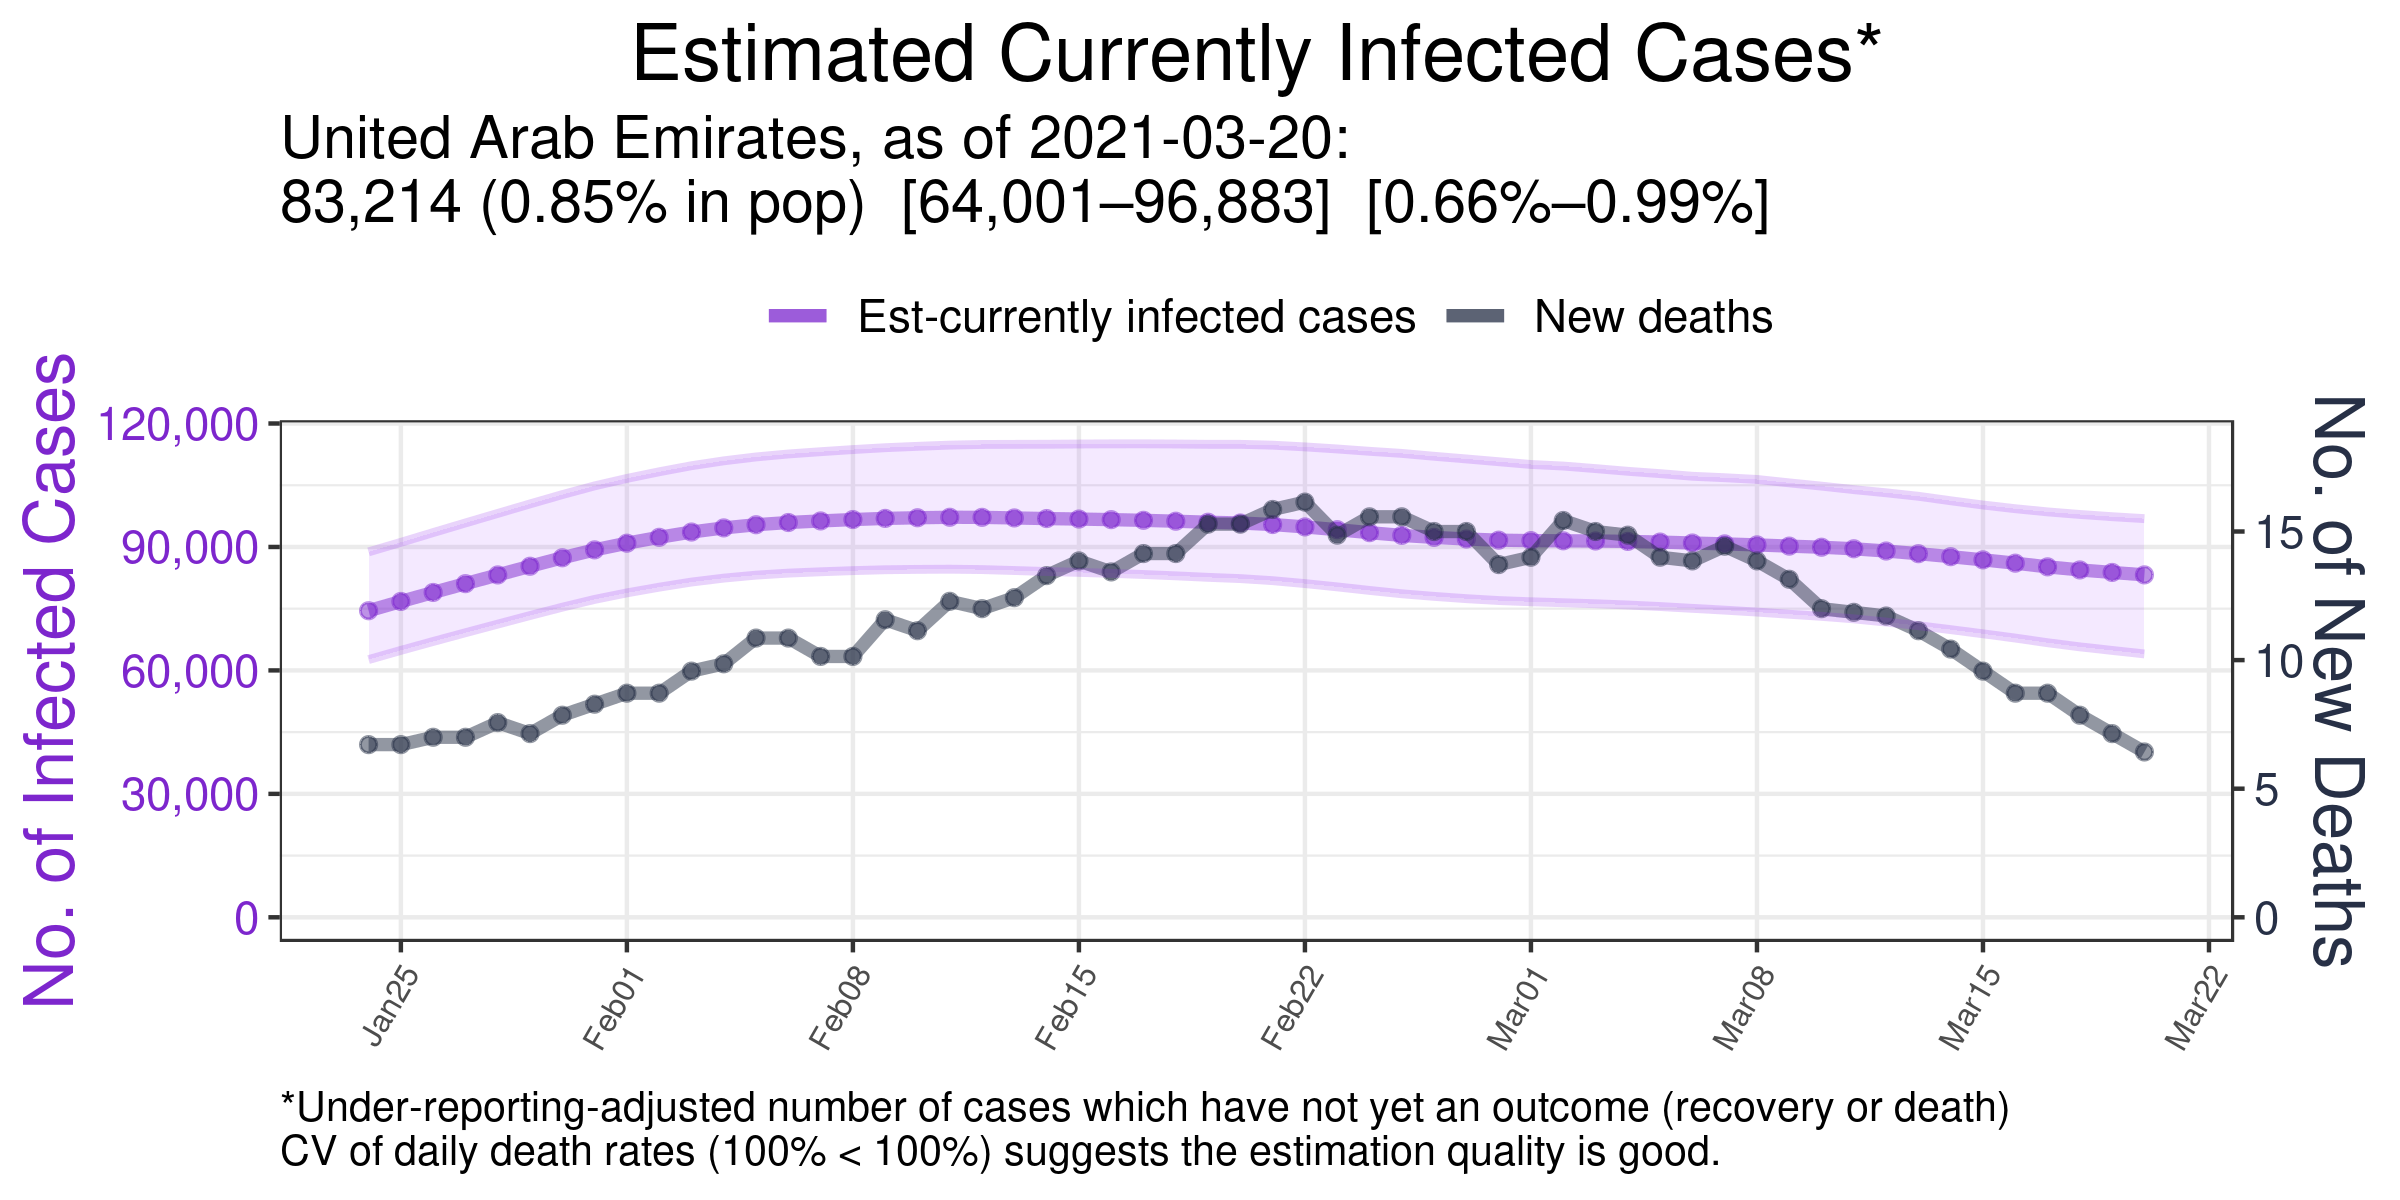 Estimated Currently Infected Cases*
United Arab Emirates, as of 2021-03-20:
83,214 (0.85% in pop)  [64,001–96,883]  [0.66%–0.99%]
Est-currently infected cases
New deaths
No. of Infected Cases
120,000
90,000
60,000
30,000
0
No. of New Deaths
15
10
5
0
Jan25
Feb01
Feb08
Feb15
Feb22
Mar01
Mar08
Mar15
Mar22
*Under-reporting-adjusted number of cases which have not yet an outcome (recovery or death)
CV of daily death rates (100% < 100%) suggests the estimation quality is good.